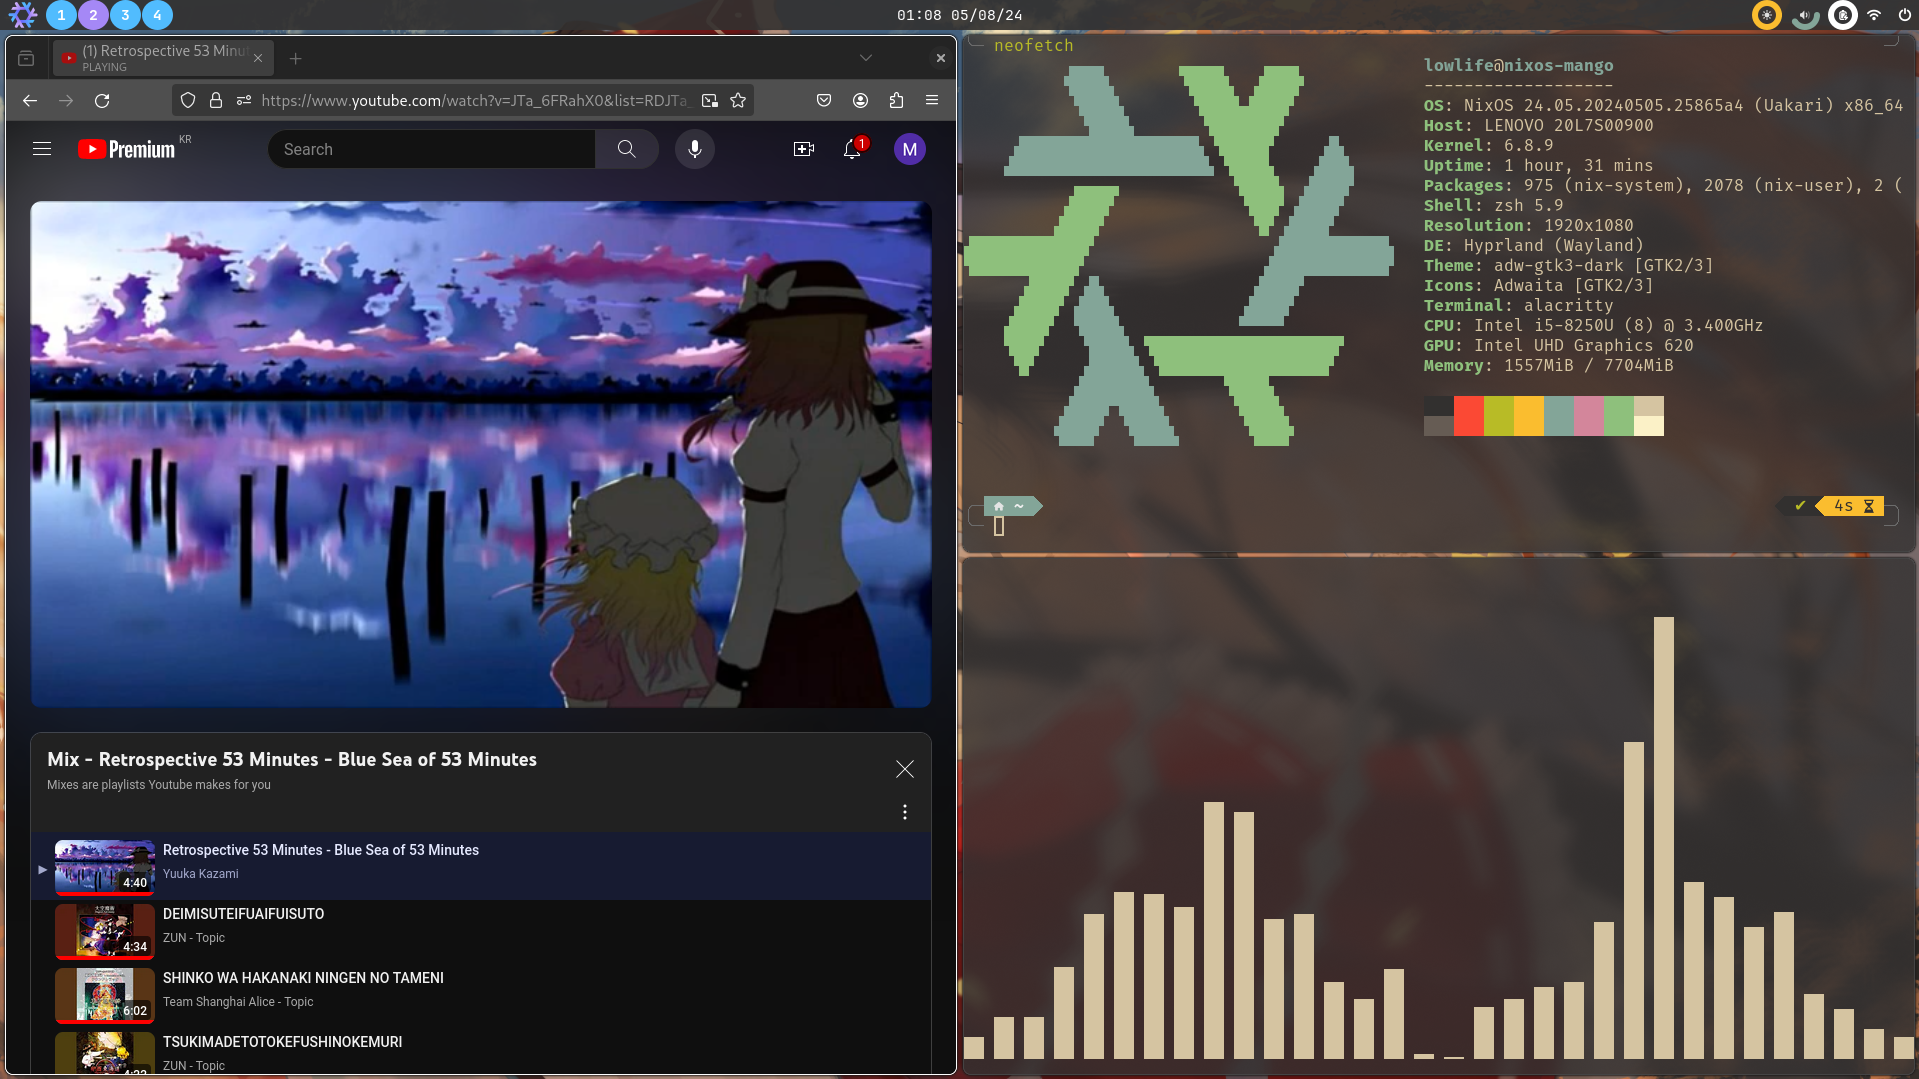 1 2 3 4
01:08 05/08/24
(1) Retrospective 53 Minut
PLAYING
https://www.youtube.com/watch?v=JTa_6FRahX0&list=RDJTa_
Premium KR
Search
1
M
Mix - Retrospective 53 Minutes - Blue Sea of 53 Minutes
Mixes are playlists Youtube makes for you
Retrospective 53 Minutes - Blue Sea of 53 Minutes
Yuuka Kazami
4:40
DEIMISUTEIFUAIFUISUTO
ZUN - Topic
4:34
SHINKO WA HAKANAKI NINGEN NO TAMENI
Team Shanghai Alice - Topic
6:02
TSUKIMADETOTOKEFUSHINOKEMURI
ZUN - Topic
neofetch
lowlife@nixos-mango
-------------------
OS: NixOS 24.05.20240505.25865a4 (Uakari) x86_64
Host: LENOVO 20L7S00900
Kernel: 6.8.9
Uptime: 1 hour, 31 mins
Packages: 975 (nix-system), 2078 (nix-user), 2 (
Shell: zsh 5.9
Resolution: 1920x1080
DE: Hyprland (Wayland)
Theme: adw-gtk3-dark [GTK2/3]
Icons: Adwaita [GTK2/3]
Terminal: alacritty
CPU: Intel i5-8250U (8) @ 3.400GHz
GPU: Intel UHD Graphics 620
Memory: 1557MiB / 7704MiB
~
✔ 4s